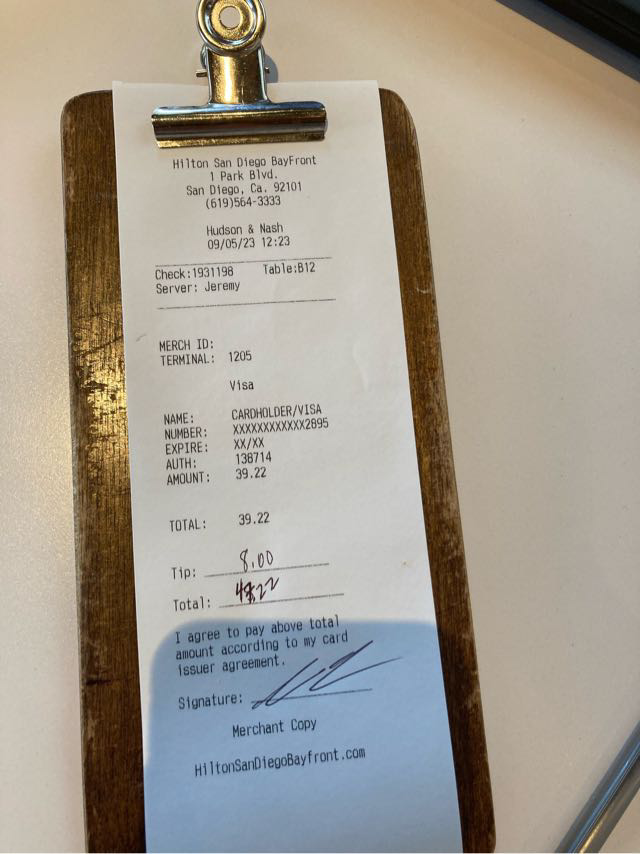 Hilton San Diego BayFront
1 Park Blvd.
San Diego, Ca. 92101
(619)564-3333
Hudson & Nash
09/05/23 12:23
Check:1931198 Table:B12
Server: Jeremy
MERCH ID:
TERMINAL: 1205
Visa
NAME: CARDHOLDER/VISA
NUMBER: XXXXXXXXXXXX2895
EXPIRE: XX/XX
AUTH: 138714
AMOUNT: 39.22
TOTAL: 39.22
Tip: 8.00
Total:
I agree to pay above total
amount according to my card
issuer agreement.
Signature:
Merchant Copy
HiltonSanDiegoBayfront.com